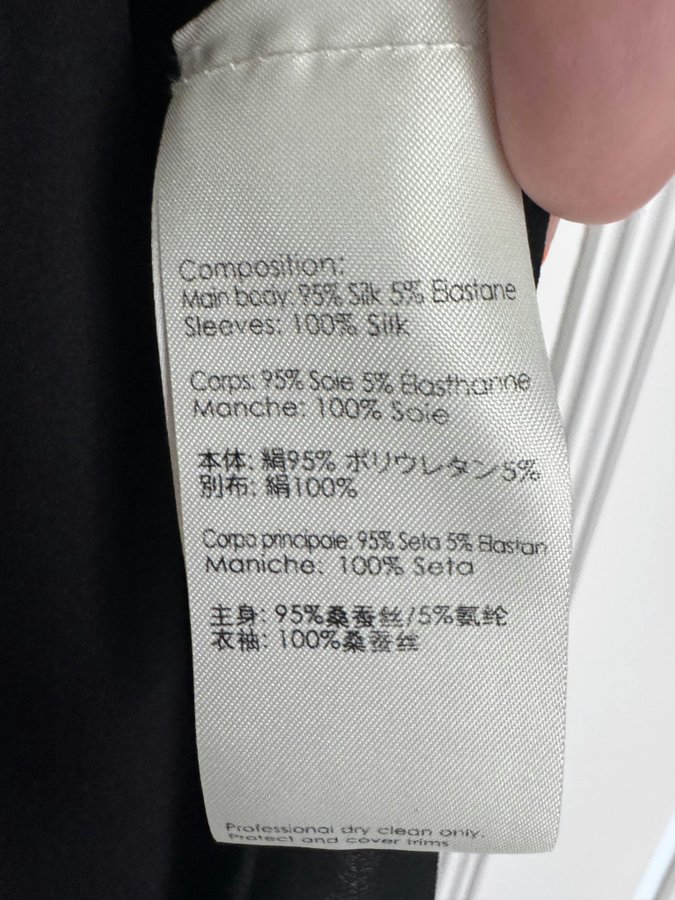 Composition:
Main body: 95% Silk 5% Elastane
Sleeves: 100% Silk
Corps: 95% Soie 5% Élasthanne
Manche: 100% Soie
本体: 絹95% ポリウレタン5%
別布: 絹100%
Corpo principale: 95% Seta 5% Elastan
Maniche: 100% Seta
主身: 95%桑蚕丝/5%氨纶
衣袖: 100%桑蚕丝
Professional dry clean only.
Protect and cover trims